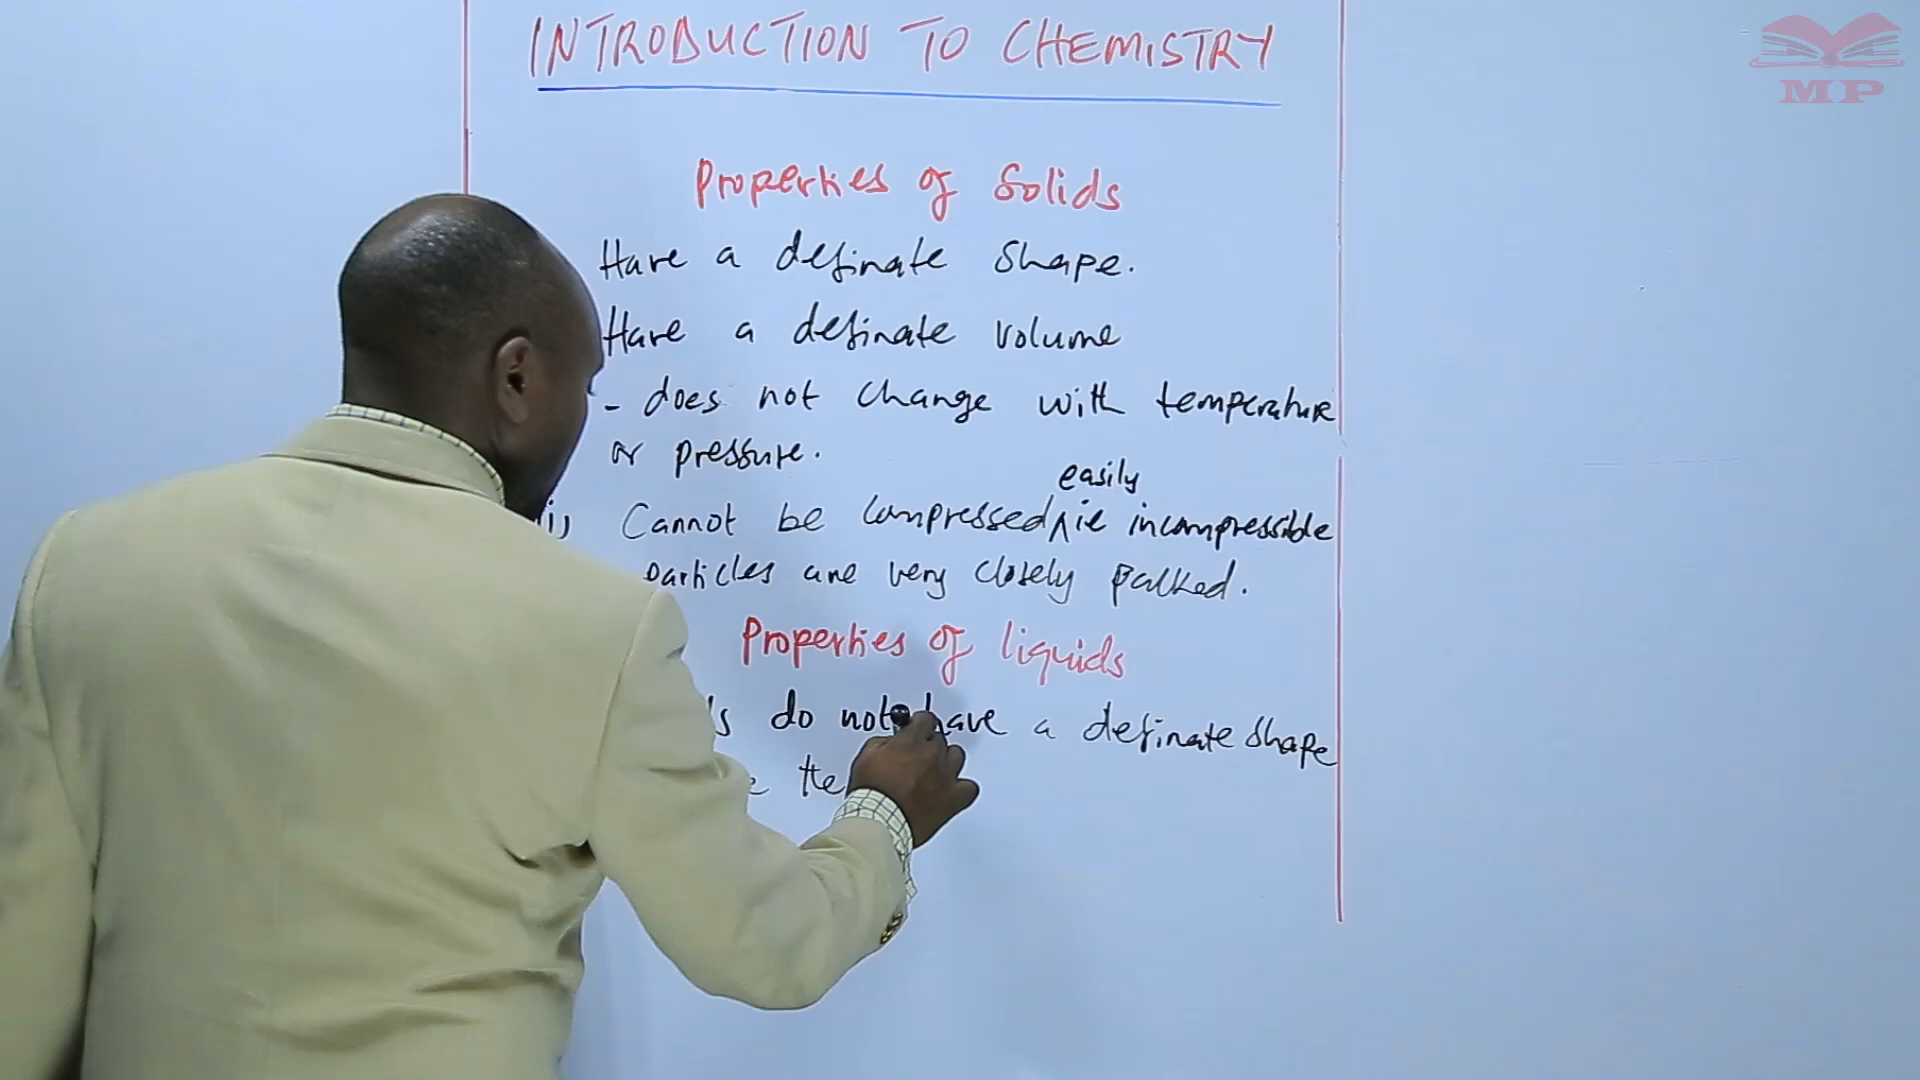 INTRODUCTION TO CHEMISTRY
MP
Properties of Solids
Have a definate shape.
Have a definate volume
- does not change with temperature
or pressure.
easily
Cannot be compressed ∧ ie incompressible
particles are very closely packed.
Properties of liquids
do not have a definate shape